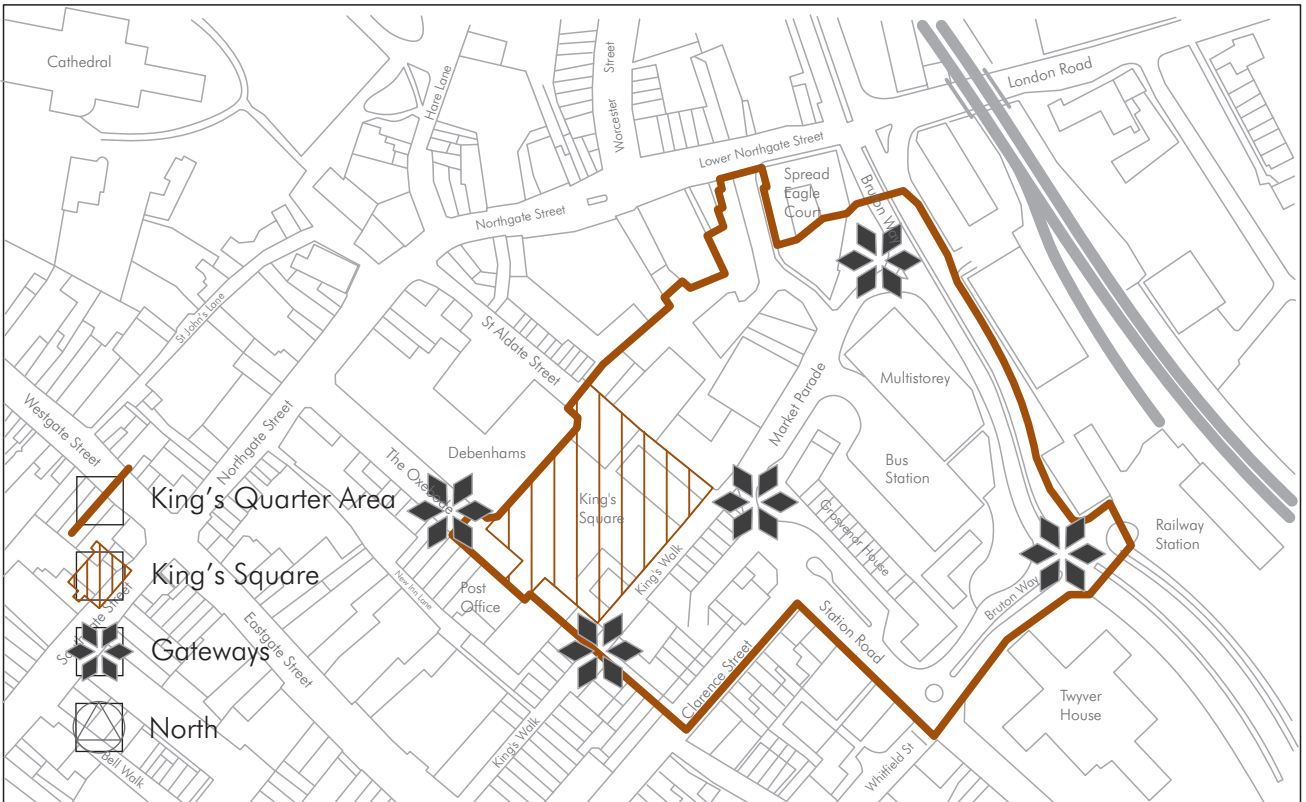 Cathedral
Hare Lane
Worcester Street
London Road
Lower Northgate Street
Spread
Eagle
Court
Bruton Way
Northgate Street
St John's Lane
St Aldate Street
Multistorey
Market Parade
Westgate Street
Northgate Street
Debenhams
The Oxebode
Bus
Station
King's
Square
Grosvenor House
Railway
Station
King's Walk
New Inn Lane
Post
Office
Bruton Way
Station Road
Eastgate Street
Clarence Street
Twyver
House
King's Walk
Whitfield St
Bell Walk
King's Quarter Area
King's Square
Gateways
North